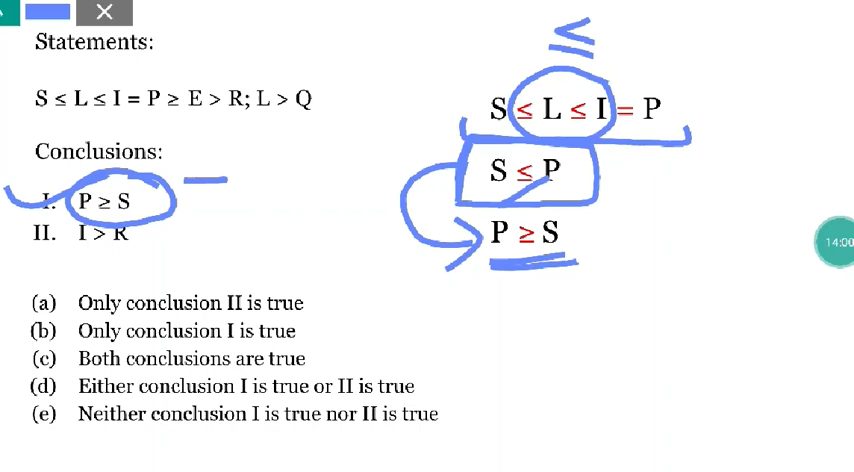 Statements:
S ≤ L ≤ I = P ≥ E > R; L > Q
Conclusions:
I. P ≥ S
II. I > R
(a) Only conclusion II is true
(b) Only conclusion I is true
(c) Both conclusions are true
(d) Either conclusion I is true or II is true
(e) Neither conclusion I is true nor II is true
≤
S ≤ L ≤ I = P
S ≤ P
P ≥ S
14:00